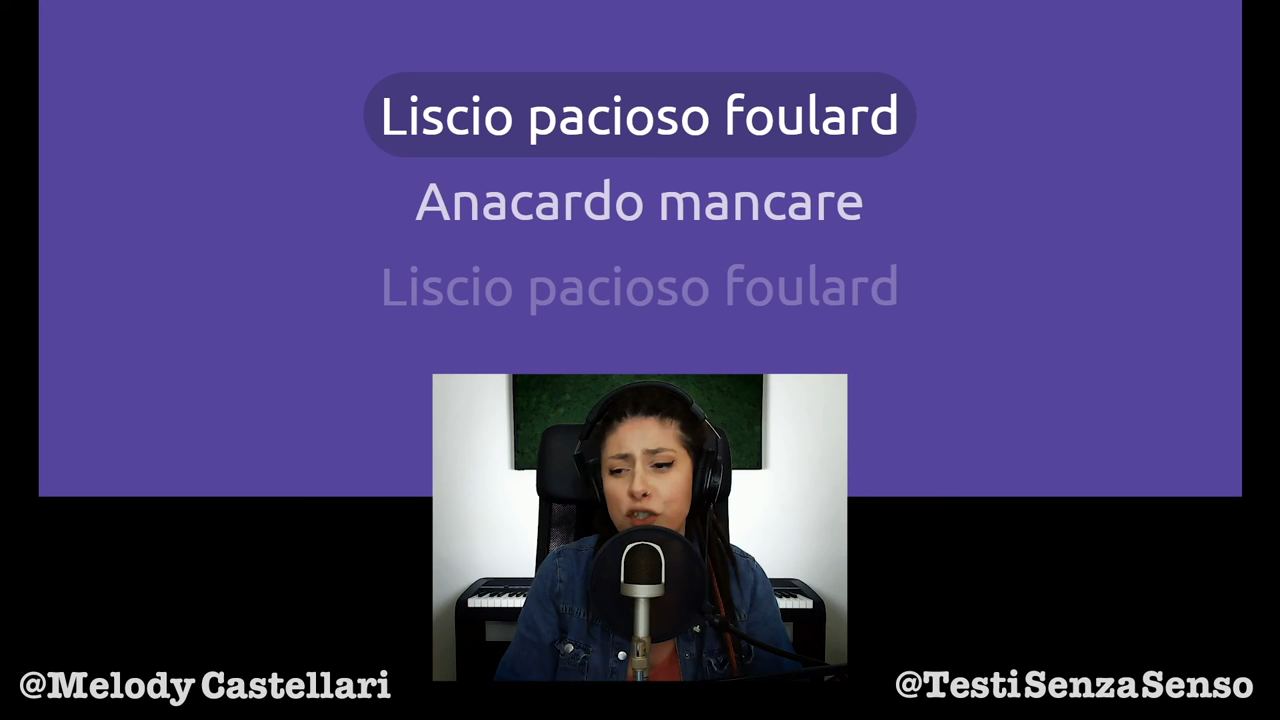 Liscio pacioso foulard
Anacardo mancare
Liscio pacioso foulard
@Melody Castellari
@TestiSenzaSenso